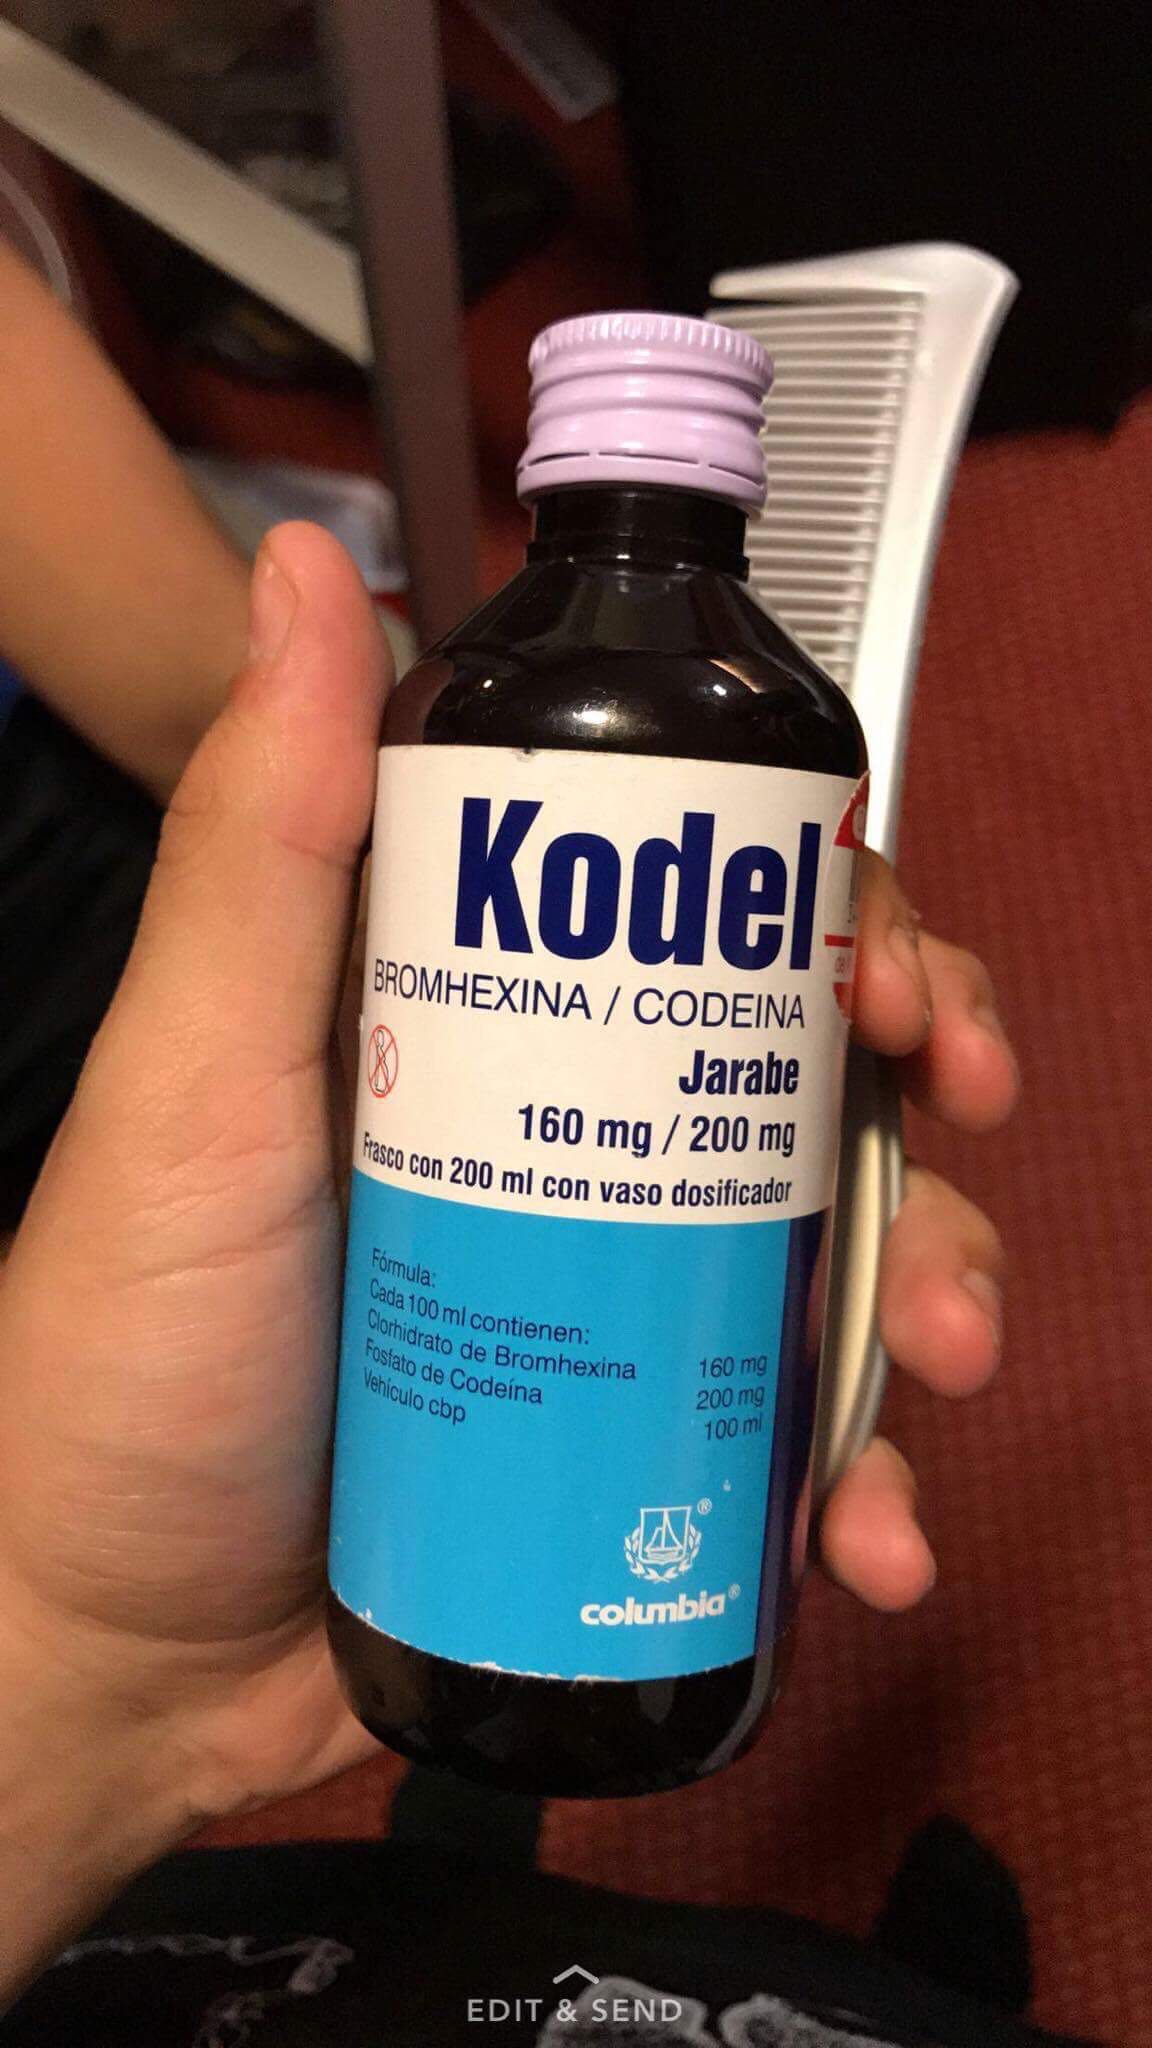 Kodel
BROMHEXINA / CODEINA
Jarabe
160 mg / 200 mg
Frasco con 200 ml con vaso dosificador
Fórmula:
Cada 100 ml contienen:
Clorhidrato de Bromhexina 160 mg
Fosfato de Codeína 200 mg
Vehículo cbp 100 ml
®
columbia®
EDIT & SEND